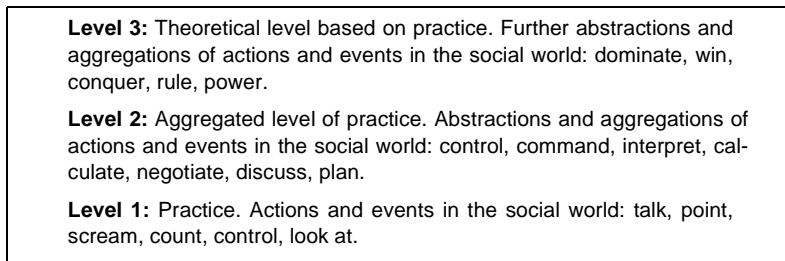 Level 3: Theoretical level based on practice. Further abstractions and
aggregations of actions and events in the social world: dominate, win,
conquer, rule, power.
Level 2: Aggregated level of practice. Abstractions and aggregations of
actions and events in the social world: control, command, interpret, cal-
culate, negotiate, discuss, plan.
Level 1: Practice. Actions and events in the social world: talk, point,
scream, count, control, look at.